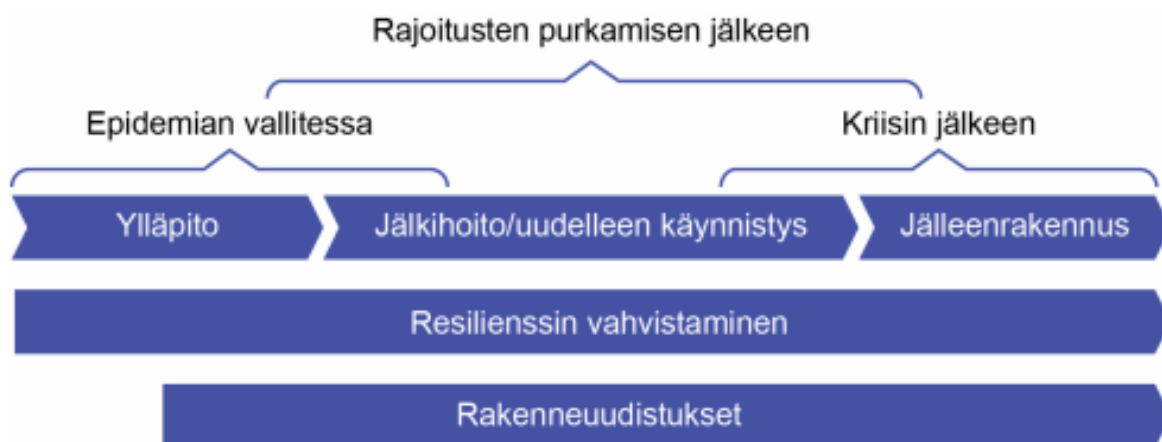 Rajoitusten purkamisen jälkeen
Epidemian vallitessa
Kriisin jälkeen
Ylläpito
Jälkihoito/uudelleen käynnistys
Jälleenrakennus
Resilienssin vahvistaminen
Rakenneuudistukset